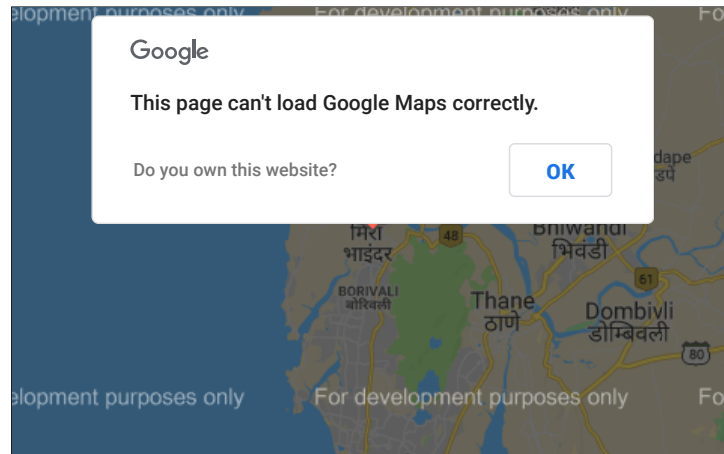 elopment purposes only
For development purposes only
Fo
Google
This page can't load Google Maps correctly.
Do you own this website?
OK
dape
डपे
मिरा
भाइंदर
48
Bhiwandi
भिवंडी
61
BORIVALI
बोरिवली
Thane
ठाणे
Dombivli
डोम्बिवली
80
elopment purposes only
For development purposes only
Fo